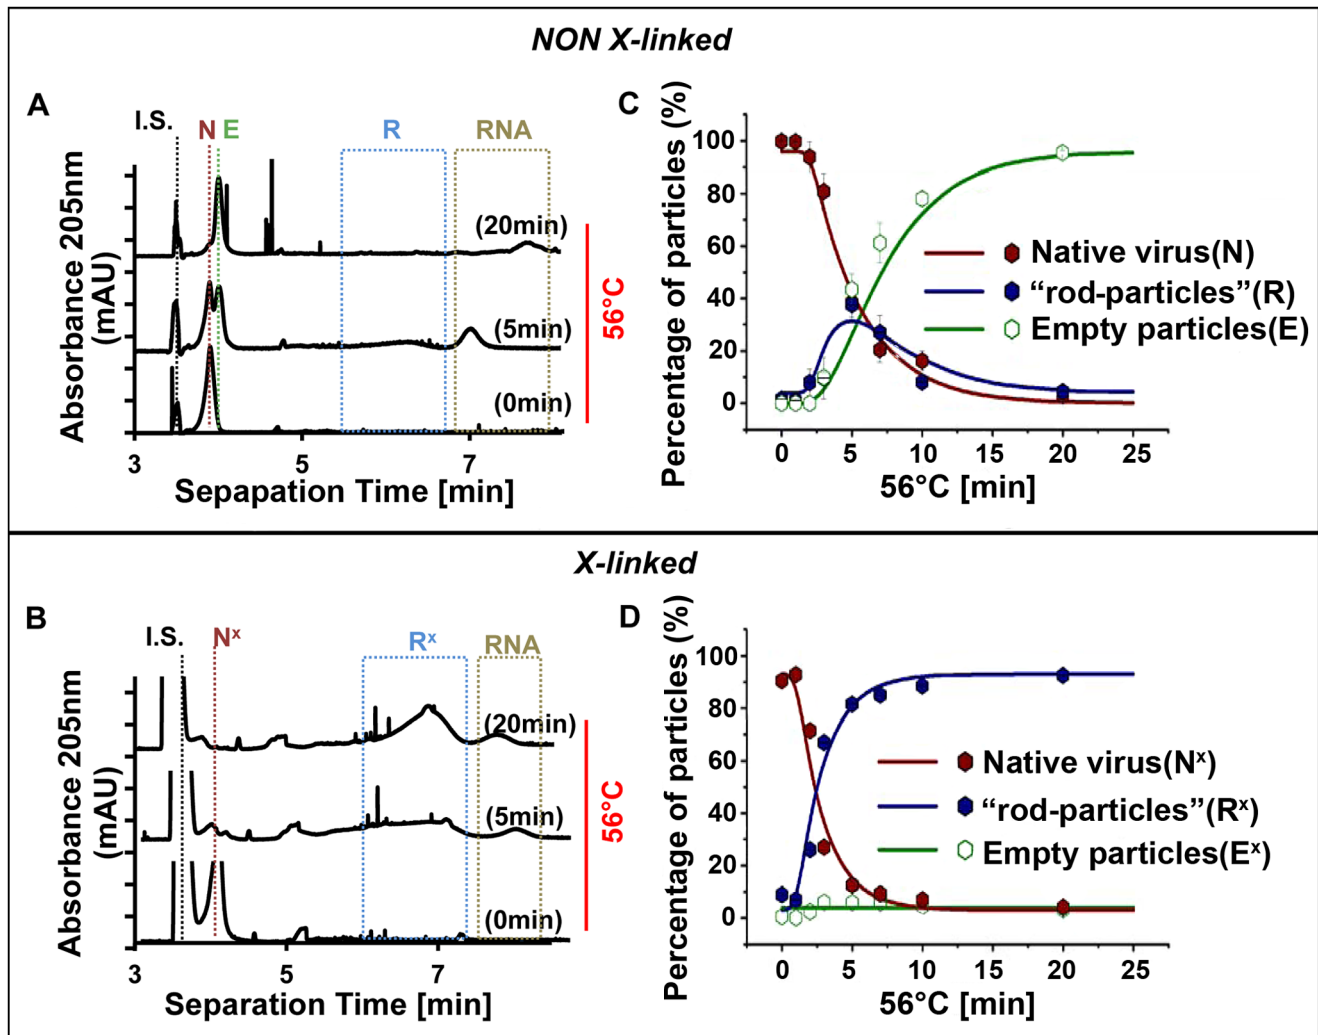 NON X-linked
A
I.S.
N E
R
RNA
(20min)
(5min)
(0min)
56°C
Absorbance 205nm
(mAU)
3
5
7
Sepapation Time [min]
C
Percentage of particles (%)
100
80
60
40
20
0
Native virus(N)
“rod-particles”(R)
Empty particles(E)
0
5
10
15
20
25
56°C [min]
X-linked
B
I.S.
Nˣ
Rˣ
RNA
(20min)
(5min)
(0min)
56°C
Absorbance 205nm
(mAU)
3
5
7
Separation Time [min]
D
Percentage of particles (%)
100
80
60
40
20
0
Native virus(Nˣ)
“rod-particles”(Rˣ)
Empty particles(Eˣ)
0
5
10
15
20
25
56°C [min]